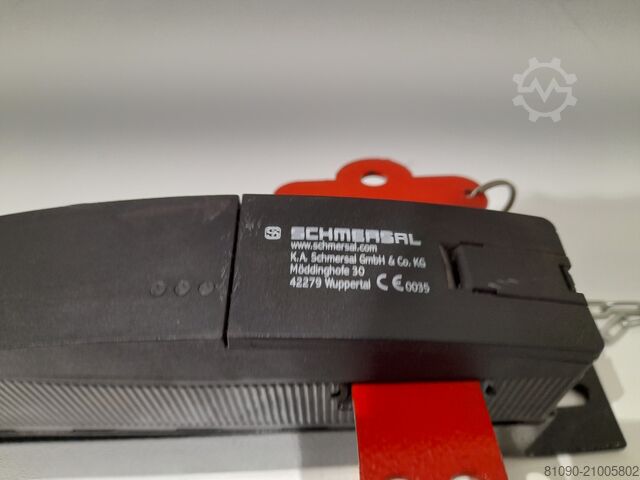 SCHMERSAL
www.schmersal.com
K.A. Schmersal GmbH & Co. KG
Möddinghofe 30
42279 Wuppertal CE 0035
81090-21005802